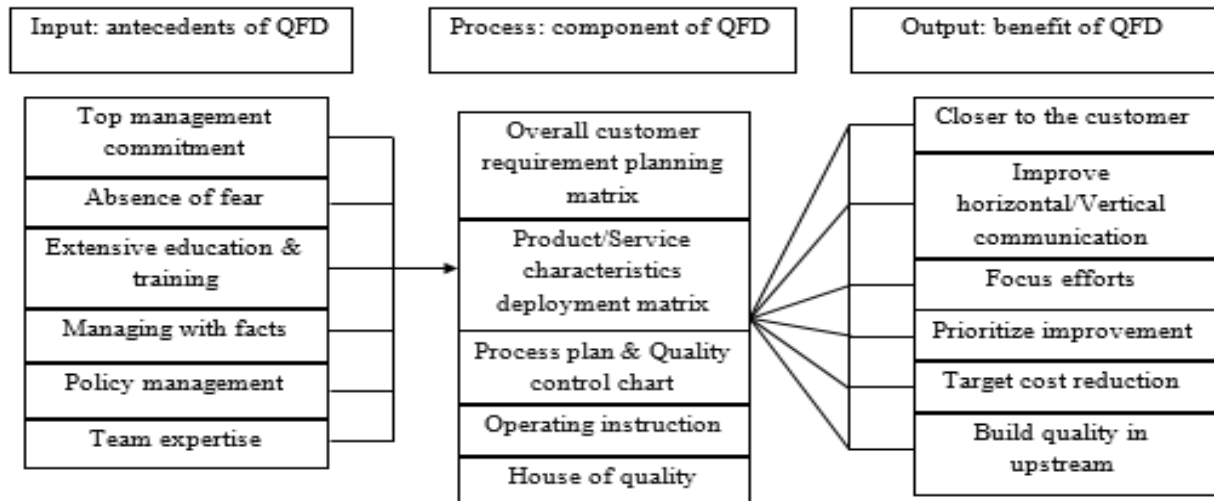 Input: antecedents of QFD
Process: component of QFD
Output: benefit of QFD
Top management
commitment
Absence of fear
Extensive education &
training
Managing with facts
Policy management
Team expertise
Overall customer
requirement planning
matrix
Product/Service
characteristics
deployment matrix
Process plan & Quality
control chart
Operating instruction
House of quality
Closer to the customer
Improve
horizontal/Vertical
communication
Focus efforts
Prioritize improvement
Target cost reduction
Build quality in
upstream